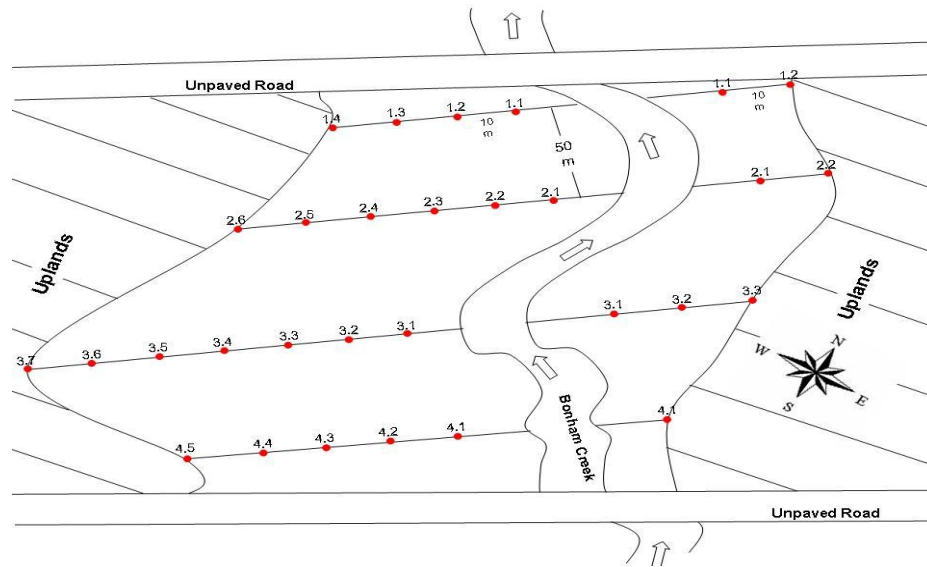 Unpaved Road
1.4
1.3
1.2
1.1
10
m
1.1
1.2
10
m
50
m
2.6
2.5
2.4
2.3
2.2
2.1
2.1
2.2
Uplands
Uplands
3.7
3.6
3.5
3.4
3.3
3.2
3.1
3.1
3.2
3.3
N
W
E
S
Bonham Creek
4.5
4.4
4.3
4.2
4.1
4.1
Unpaved Road